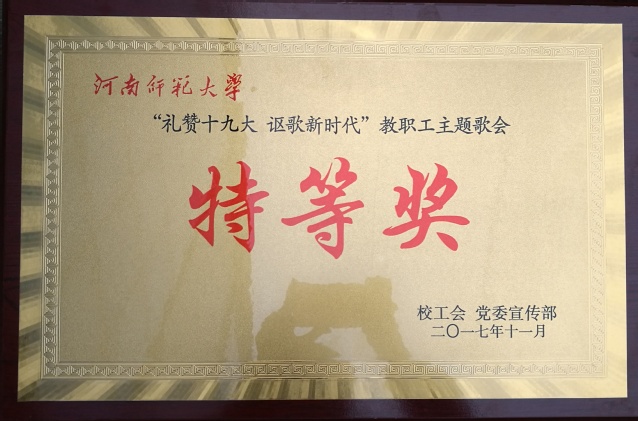 河南师范大学
“礼赞十九大 讴歌新时代”教职工主题歌会
特等奖
校工会 党委宣传部
二〇一七年十一月